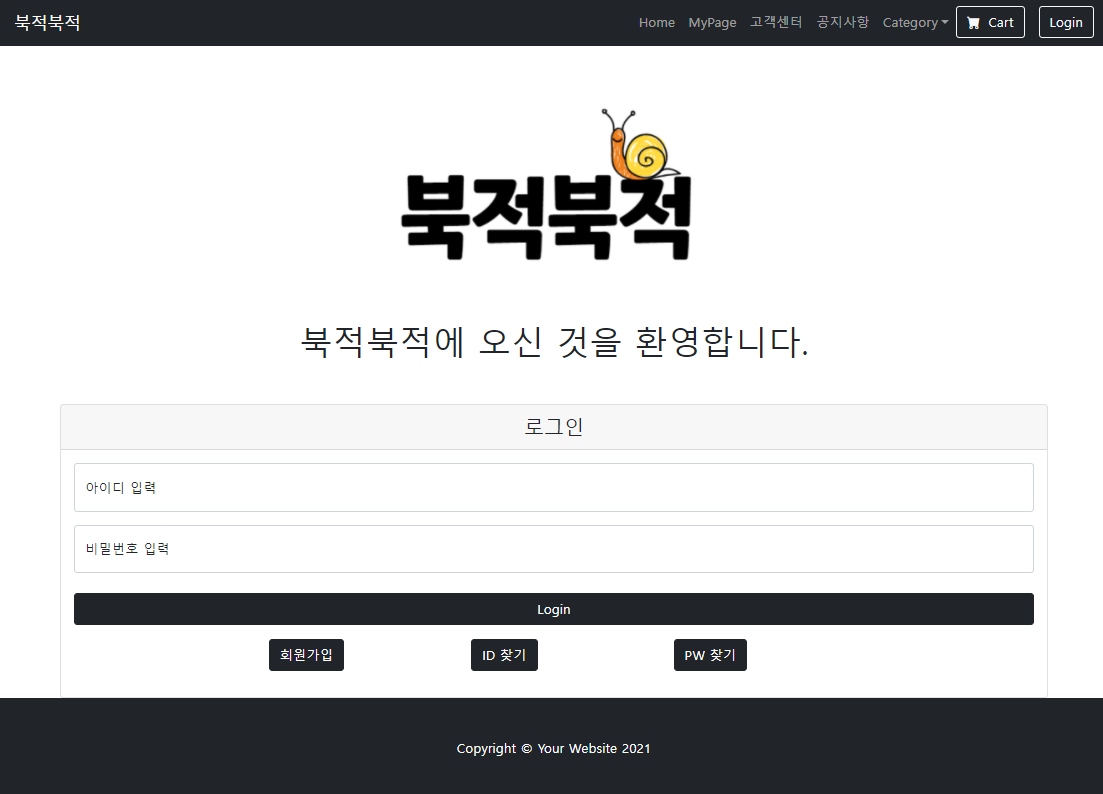 북적북적 Home MyPage 고객센터 공지사항 Category Cart Login
북적북적
북적북적에 오신 것을 환영합니다.
로그인
아이디 입력
비밀번호 입력
Login
회원가입 ID 찾기 PW 찾기
Copyright © Your Website 2021